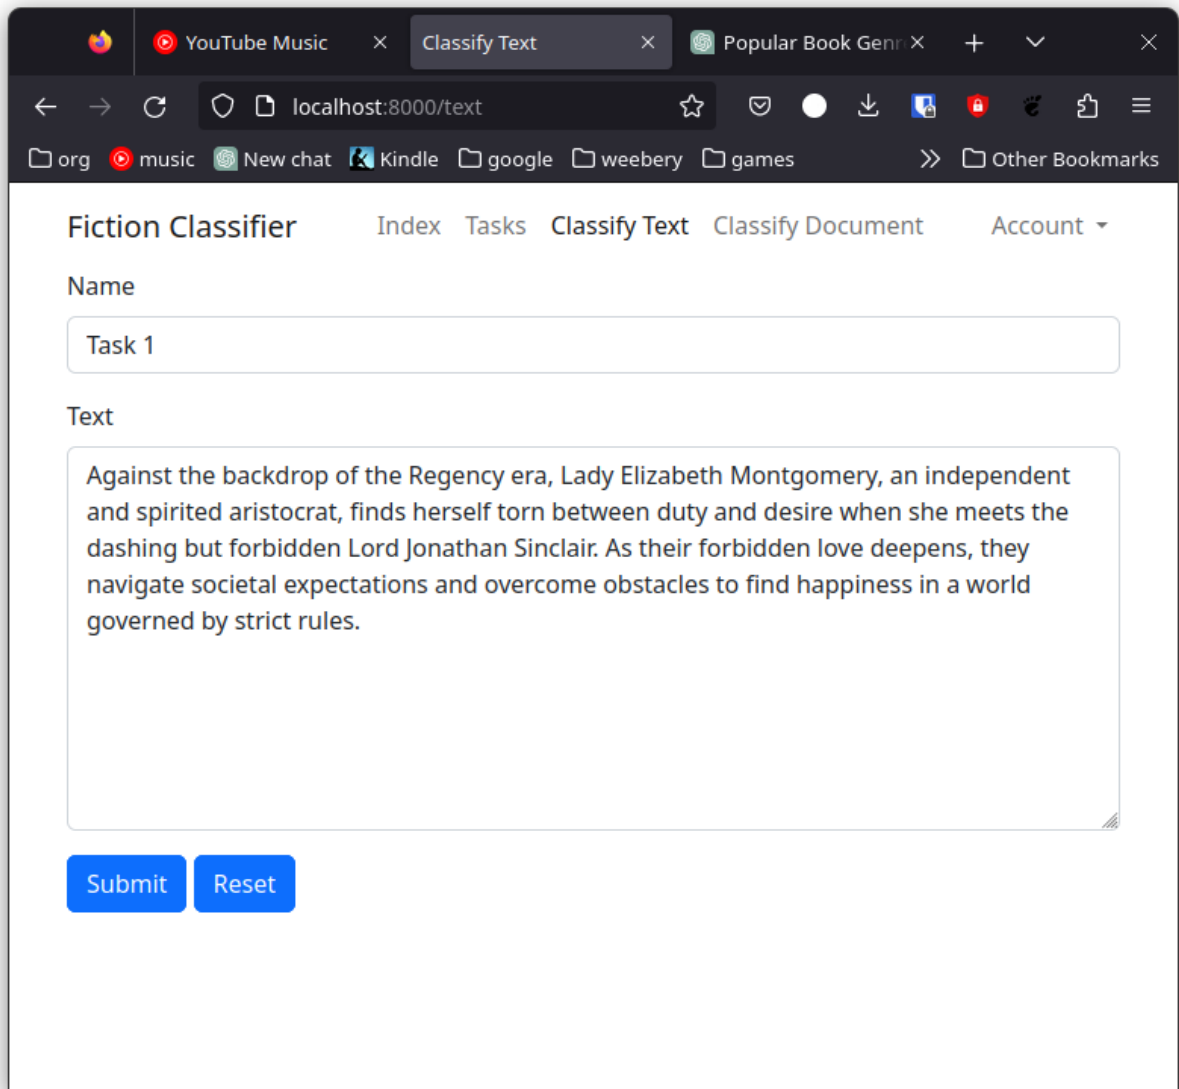 YouTube Music
Classify Text
Popular Book Genr
localhost:8000/text
org music New chat Kindle google weebery games Other Bookmarks
Fiction Classifier Index Tasks Classify Text Classify Document Account
Name
Task 1
Text
Against the backdrop of the Regency era, Lady Elizabeth Montgomery, an independent
and spirited aristocrat, finds herself torn between duty and desire when she meets the
dashing but forbidden Lord Jonathan Sinclair. As their forbidden love deepens, they
navigate societal expectations and overcome obstacles to find happiness in a world
governed by strict rules.
Submit Reset